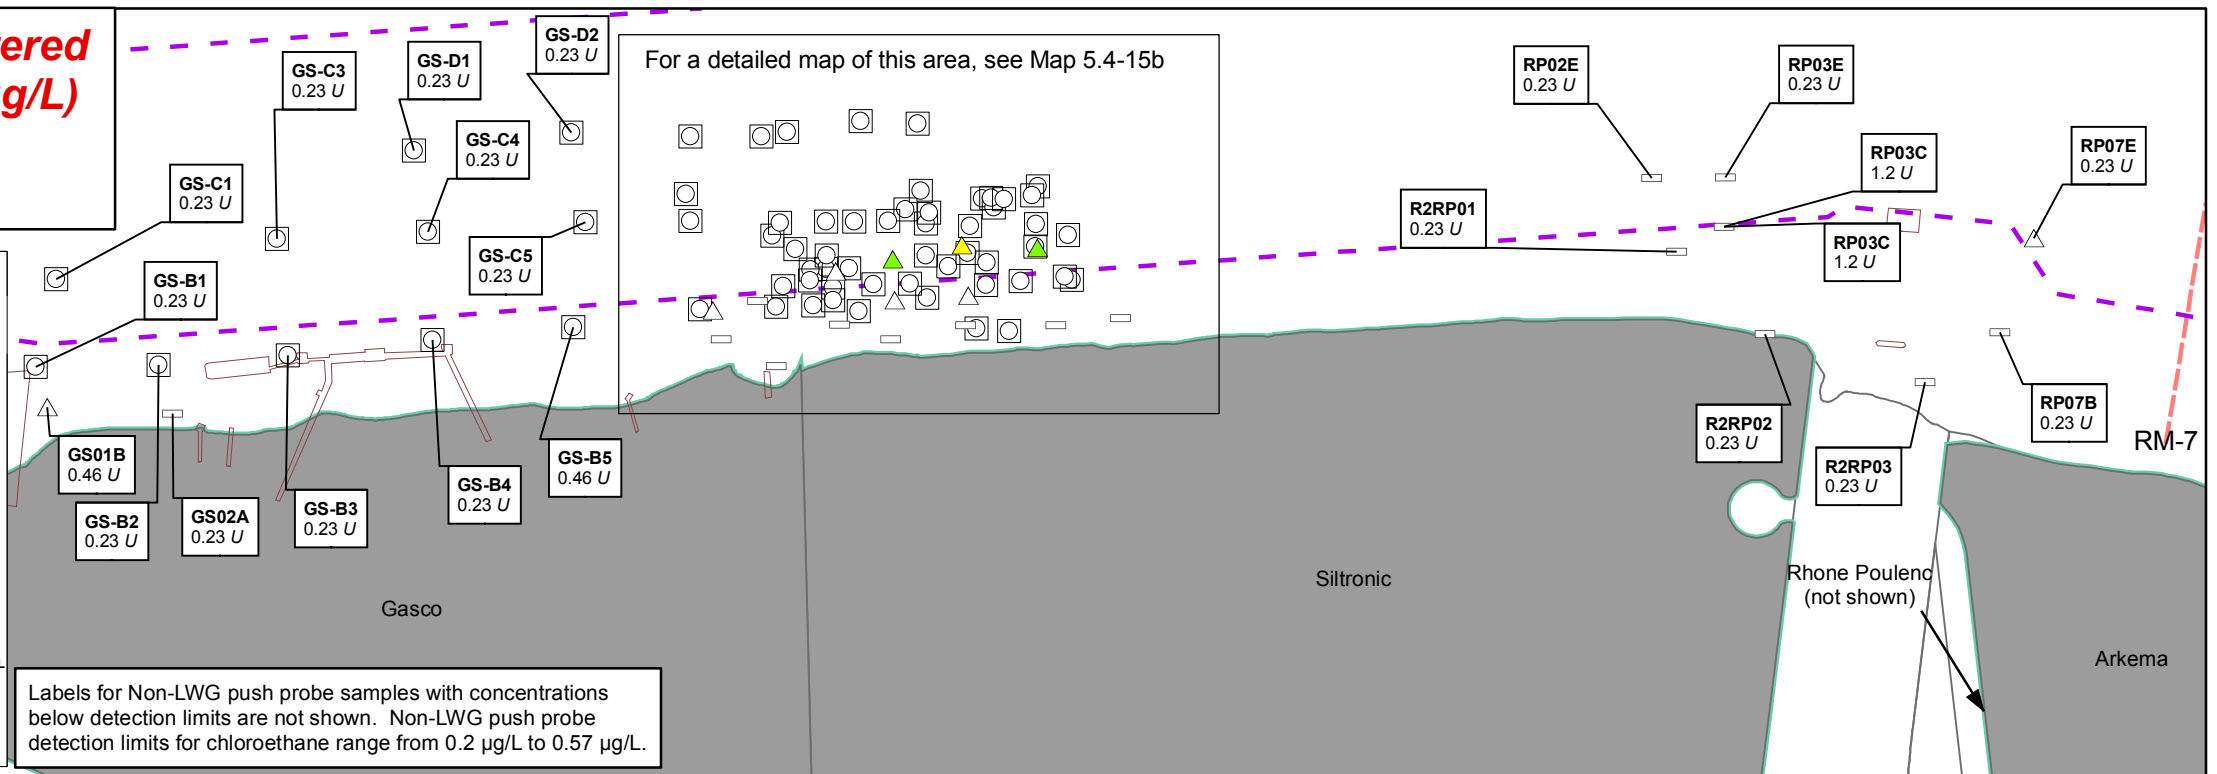 ered
g/L)
GS-D2
0.23 U
GS-D1
0.23 U
GS-C3
0.23 U
For a detailed map of this area, see Map 5.4-15b
RP02E
0.23 U
RP03E
0.23 U
GS-C4
0.23 U
RP03C
1.2 U
RP07E
0.23 U
GS-C1
0.23 U
R2RP01
0.23 U
GS-C5
0.23 U
RP03C
1.2 U
GS-B1
0.23 U
GS01B
0.46 U
GS-B5
0.46 U
R2RP02
0.23 U
RP07B
0.23 U
RM-7
GS-B4
0.23 U
R2RP03
0.23 U
GS-B2
0.23 U
GS02A
0.23 U
GS-B3
0.23 U
Gasco
Siltronic
Rhone Poulenc
(not shown)
Arkema
Labels for Non-LWG push probe samples with concentrations
below detection limits are not shown.  Non-LWG push probe
detection limits for chloroethane range from 0.2 µg/L to 0.57 µg/L.